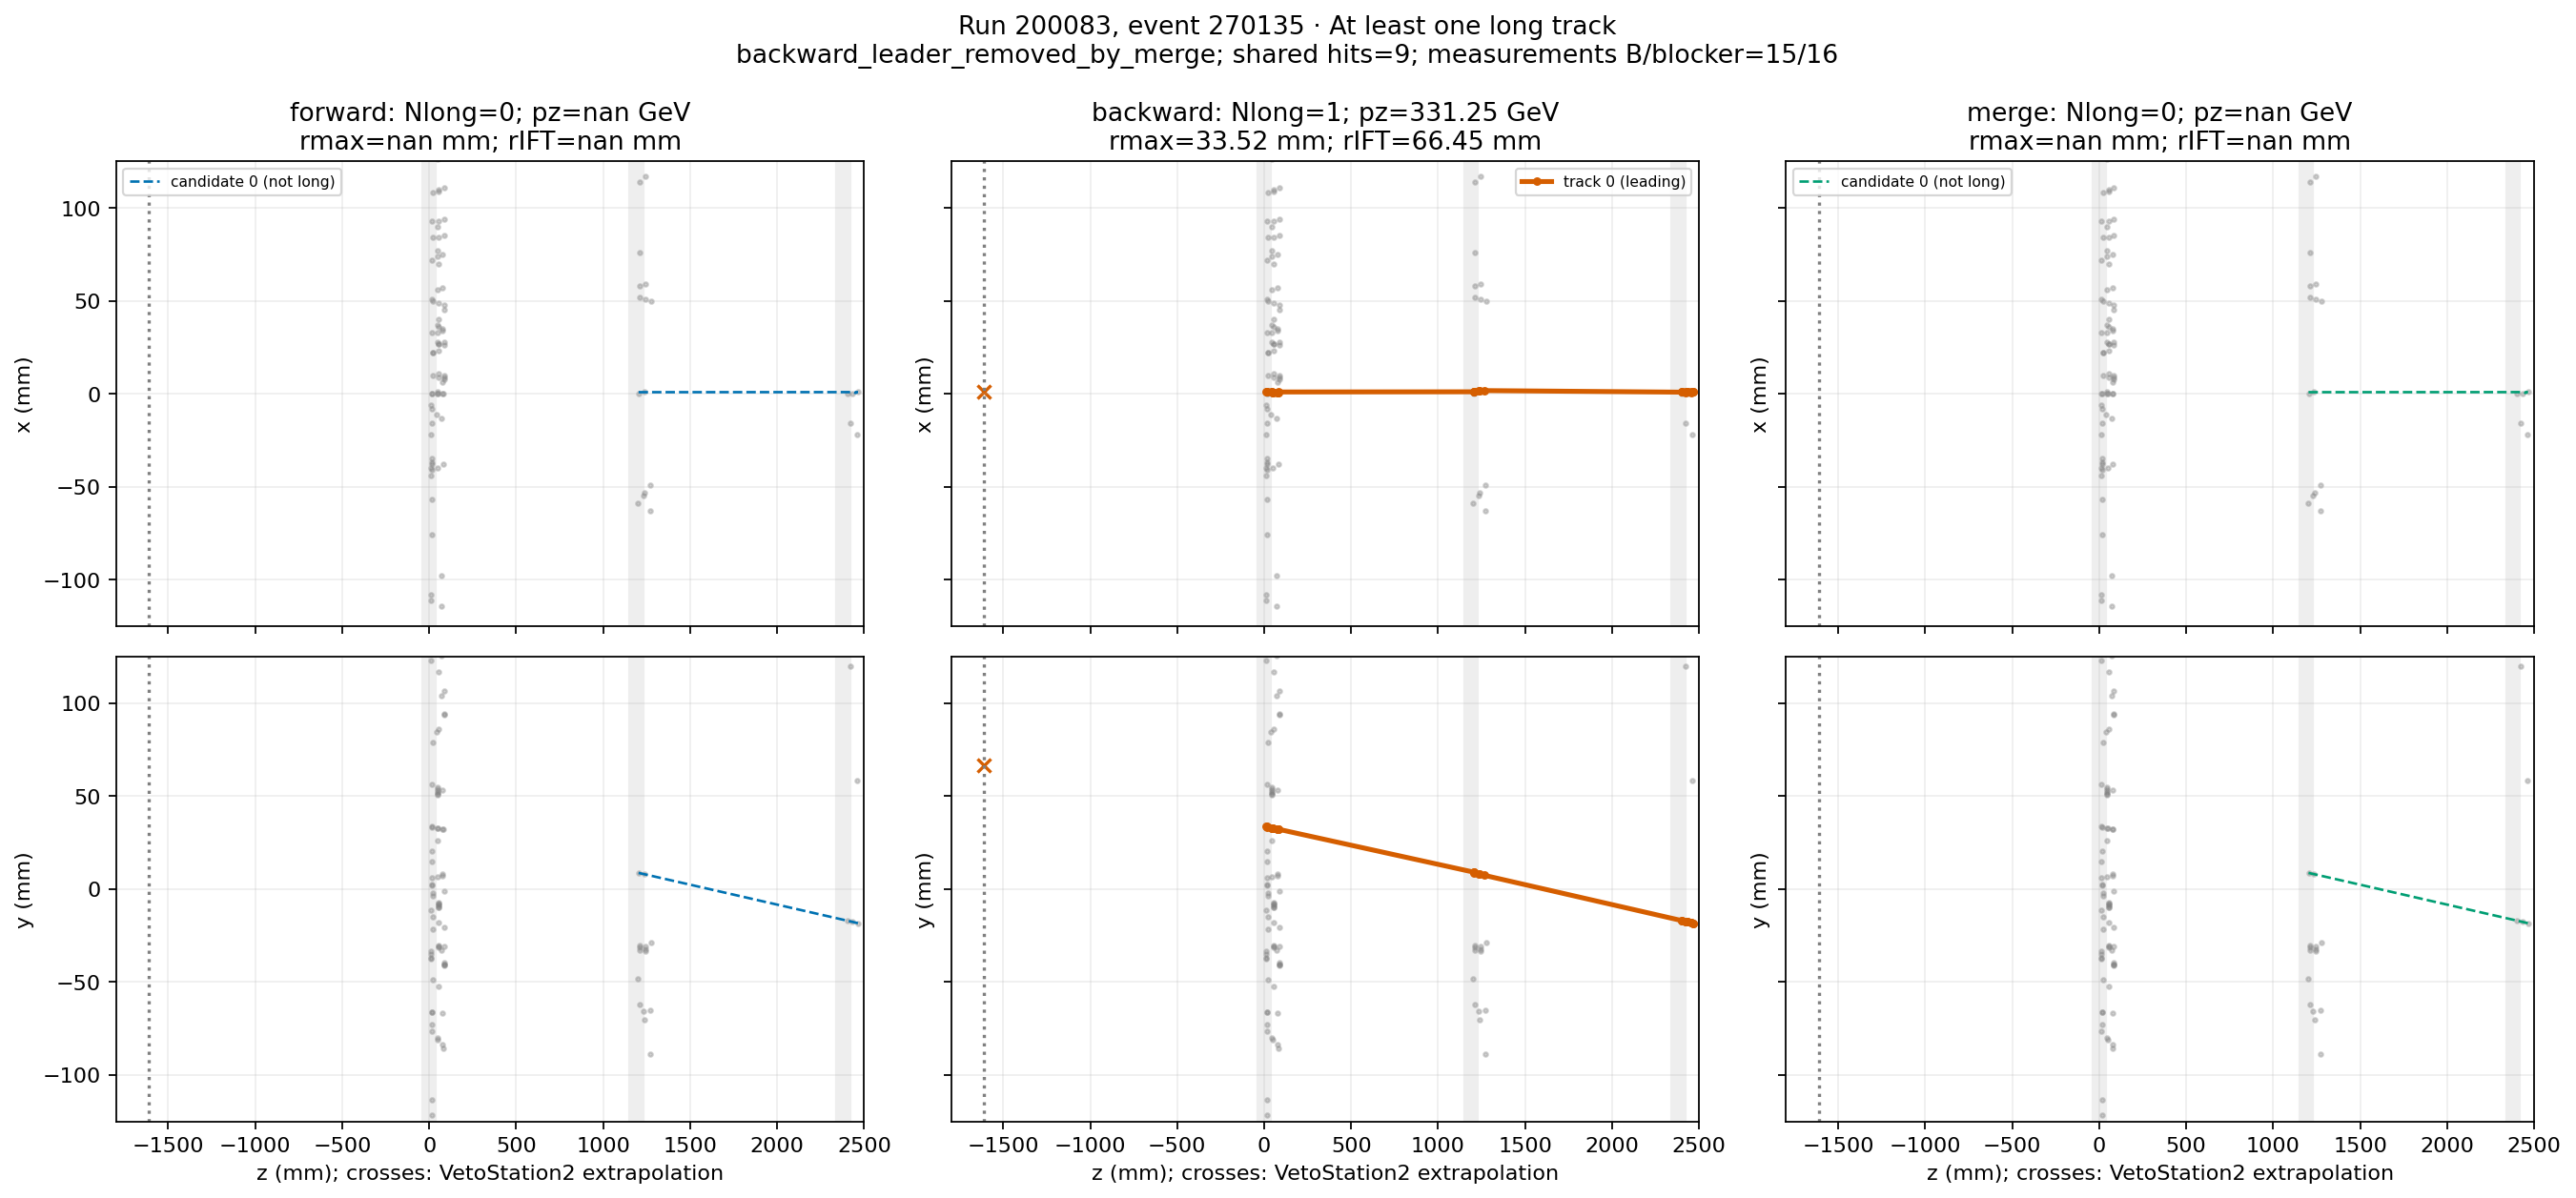 Run 200083, event 270135 · At least one long track
backward_leader_removed_by_merge; shared hits=9; measurements B/blocker=15/16
forward: Nlong=0; pz=nan GeV
rmax=nan mm; rIFT=nan mm
backward: Nlong=1; pz=331.25 GeV
rmax=33.52 mm; rIFT=66.45 mm
merge: Nlong=0; pz=nan GeV
rmax=nan mm; rIFT=nan mm
candidate 0 (not long)
track 0 (leading)
candidate 0 (not long)
100
50
0
−50
−100
x (mm)
x (mm)
x (mm)
100
50
0
−50
−100
y (mm)
y (mm)
y (mm)
−1500 −1000 −500 0 500 1000 1500 2000 2500
−1500 −1000 −500 0 500 1000 1500 2000 2500
−1500 −1000 −500 0 500 1000 1500 2000 2500
z (mm); crosses: VetoStation2 extrapolation
z (mm); crosses: VetoStation2 extrapolation
z (mm); crosses: VetoStation2 extrapolation